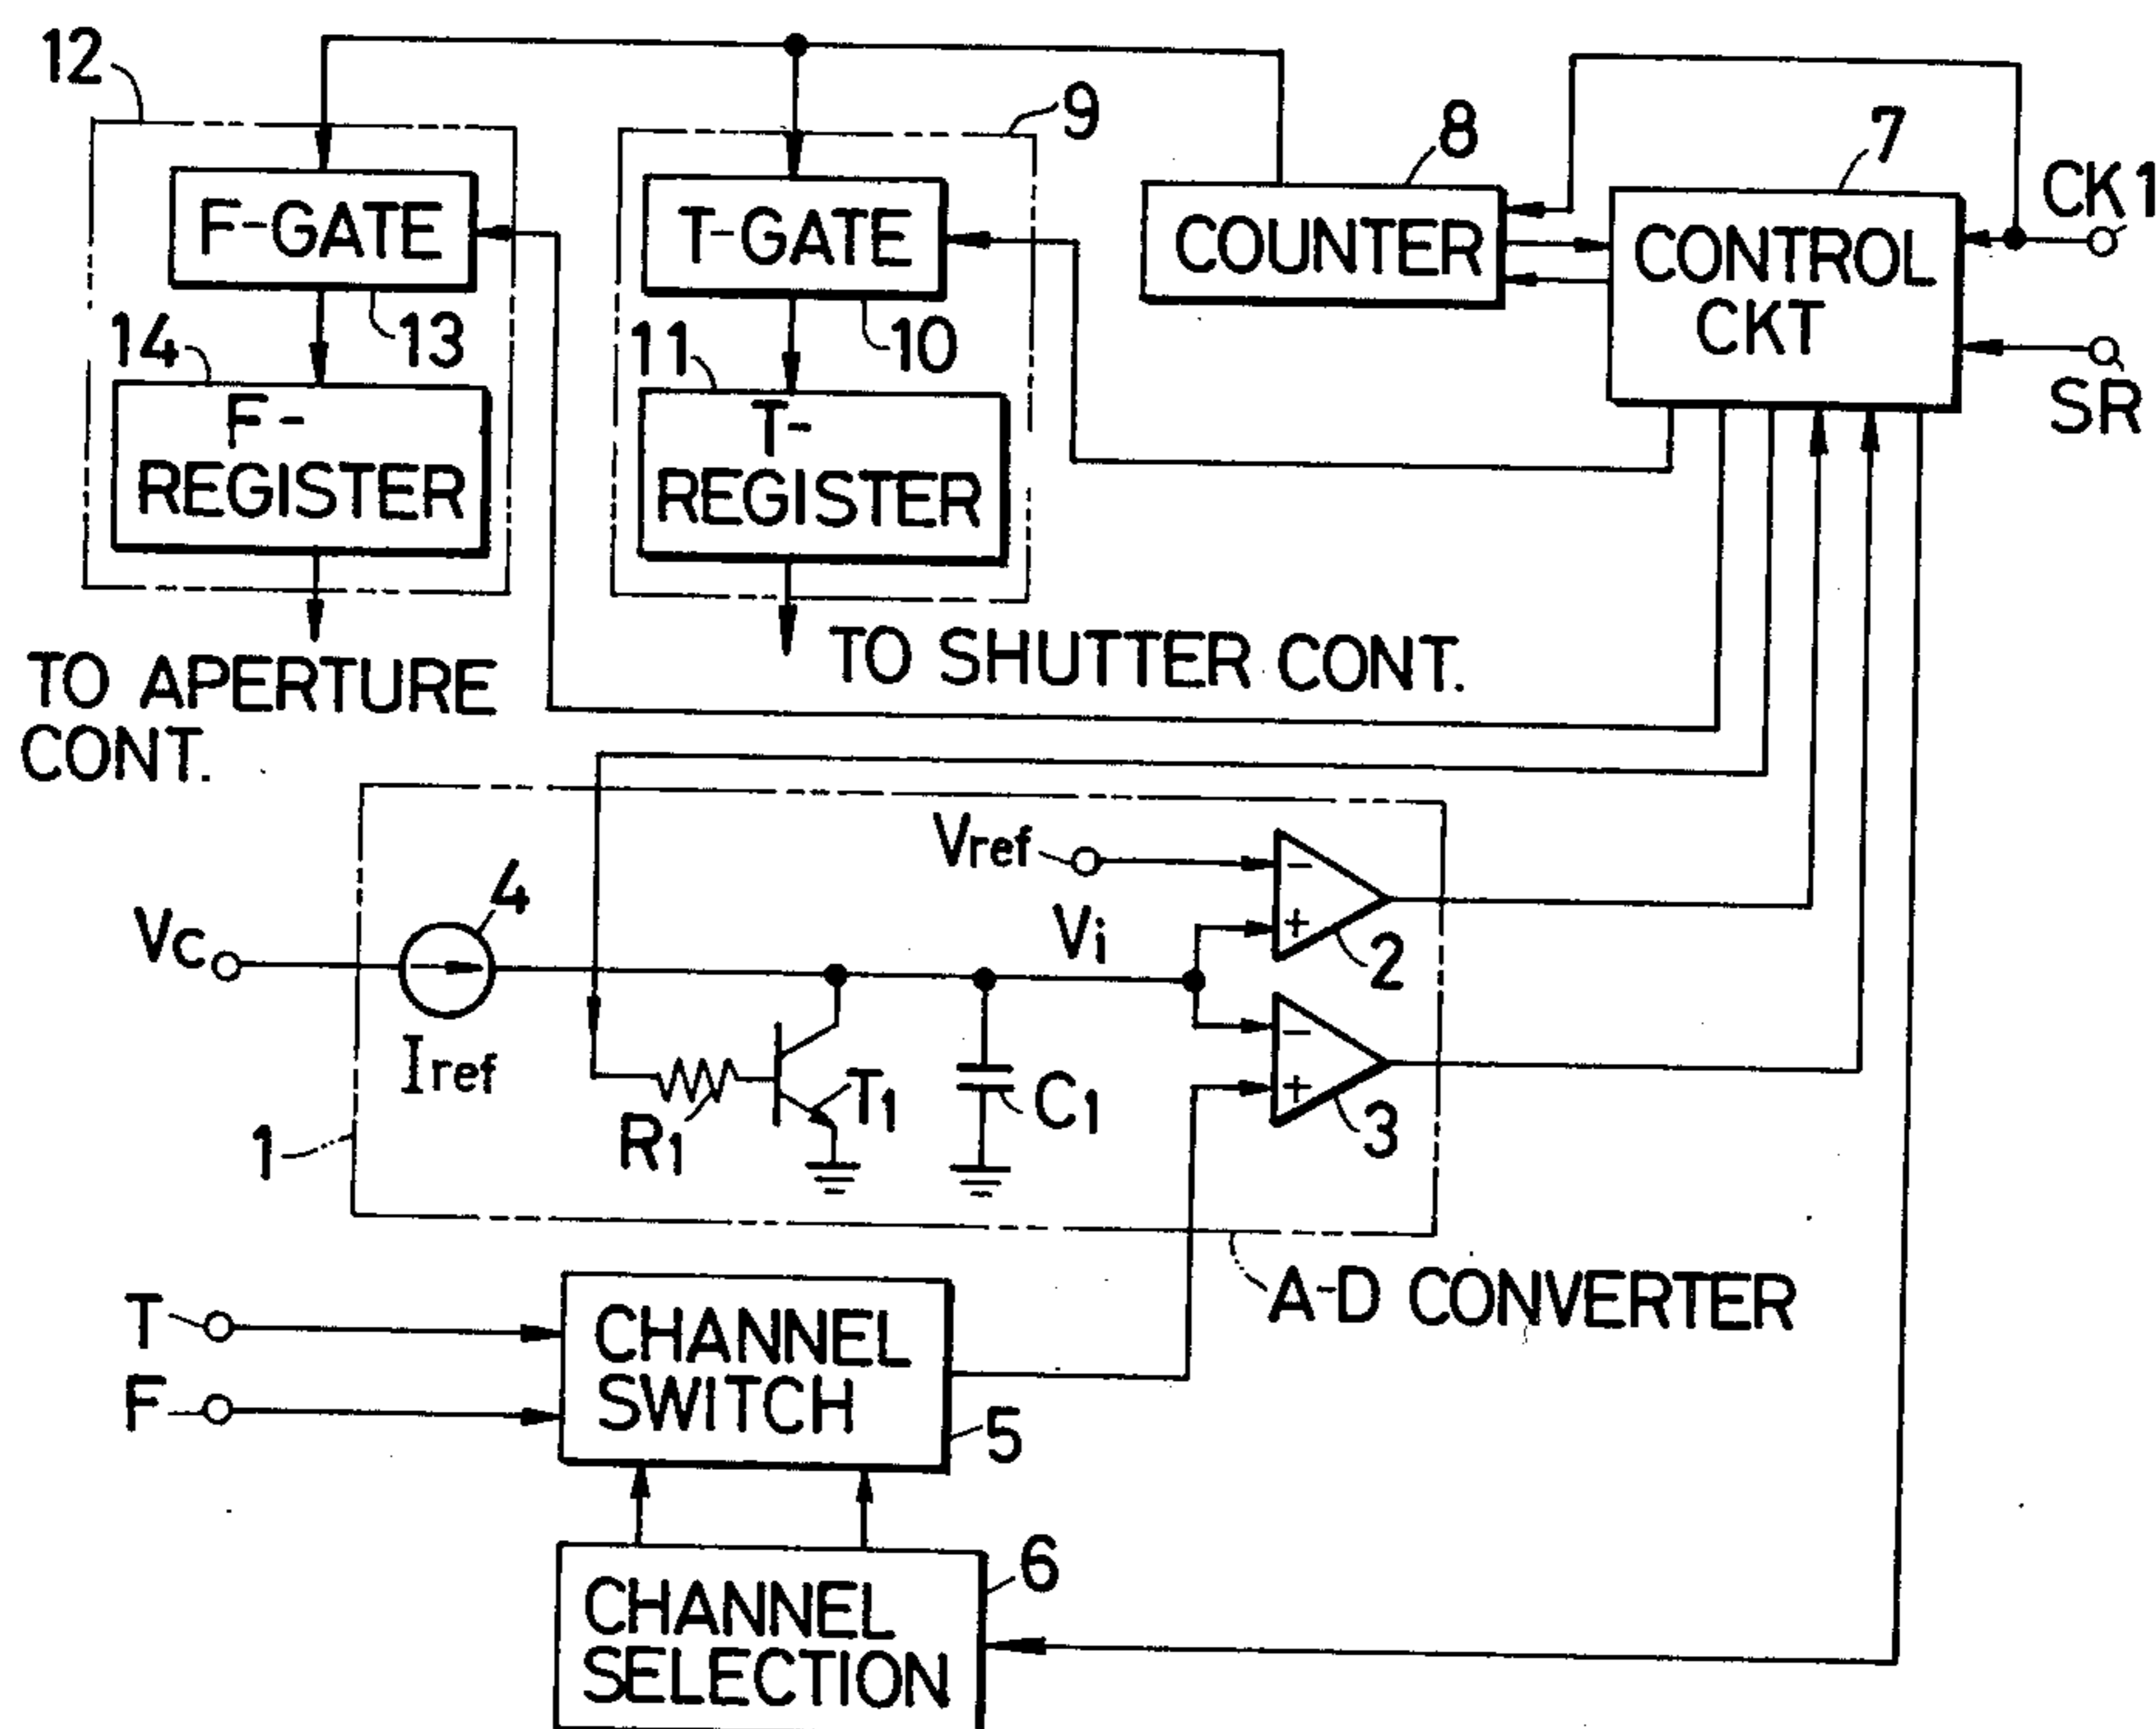 12
9
8
7
CK1
F-GATE
T-GATE
COUNTER
CONTROL
CKT
14
13
11
10
SR
F-
REGISTER
T-
REGISTER
TO APERTURE
CONT.
TO SHUTTER CONT.
Vref
Vc
4
Vi
2
Iref
R1
T1
C1
3
1
A-D CONVERTER
T
F
CHANNEL
SWITCH
5
6
CHANNEL
SELECTION
-
+
-
+